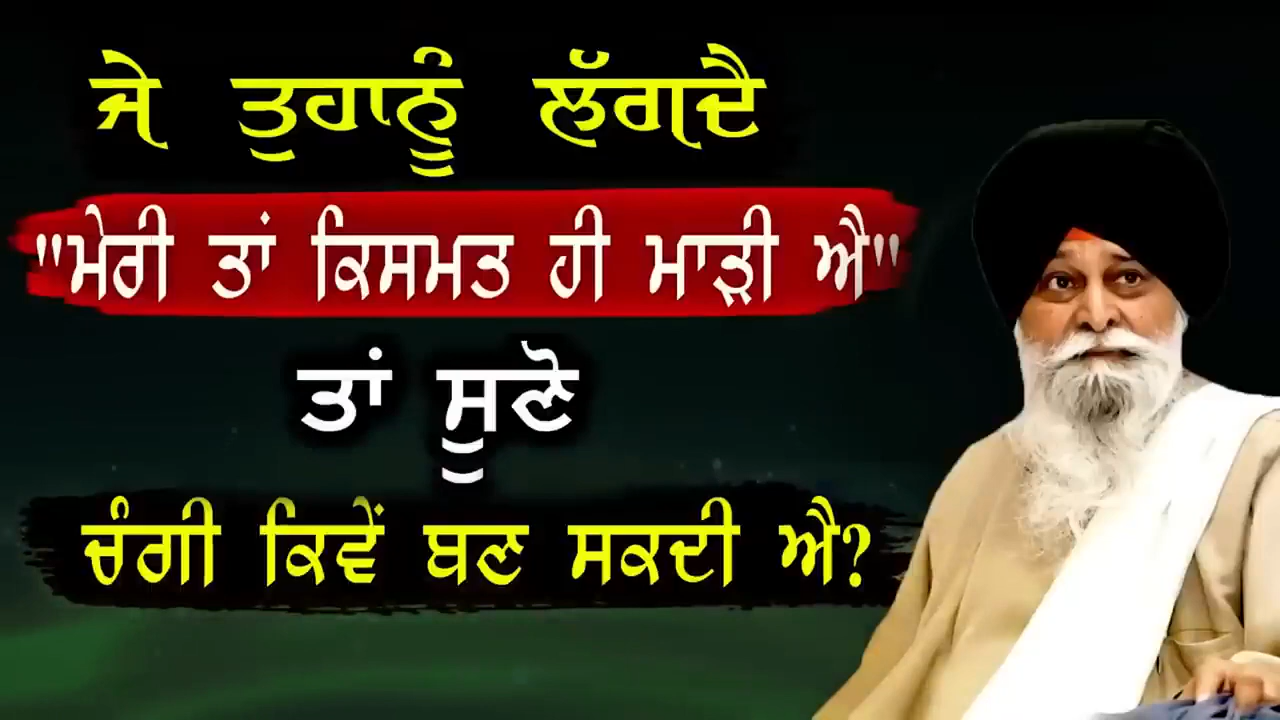 ਜੇ ਤੁਹਾਨੂੰ ਲੱਗਦੈ
"ਮੇਰੀ ਤਾਂ ਕਿਸਮਤ ਹੀ ਮਾੜੀ ਐ"
ਤਾਂ ਸੂਣੋ
ਚੰਗੀ ਕਿਵੇਂ ਬਣ ਸਕਦੀ ਐ?